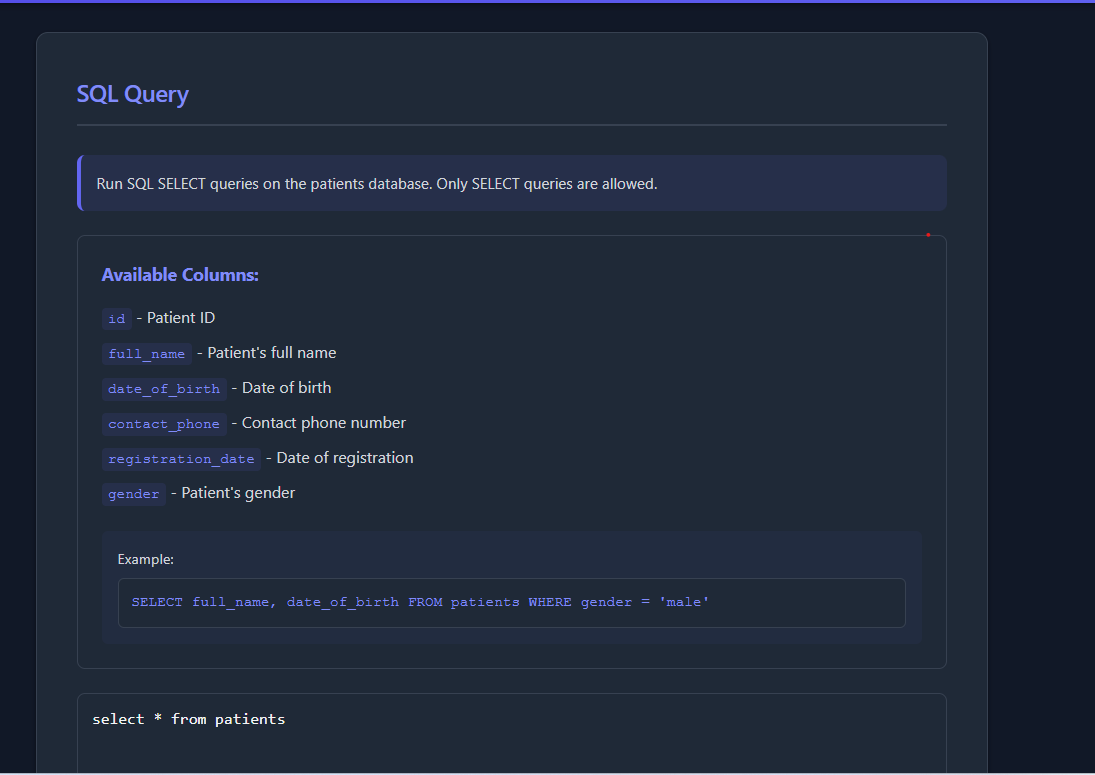 SQL Query
Run SQL SELECT queries on the patients database. Only SELECT queries are allowed.
Available Columns:
id - Patient ID
full_name - Patient's full name
date_of_birth - Date of birth
contact_phone - Contact phone number
registration_date - Date of registration
gender - Patient's gender
Example:
SELECT full_name, date_of_birth FROM patients WHERE gender = 'male'
select * from patients